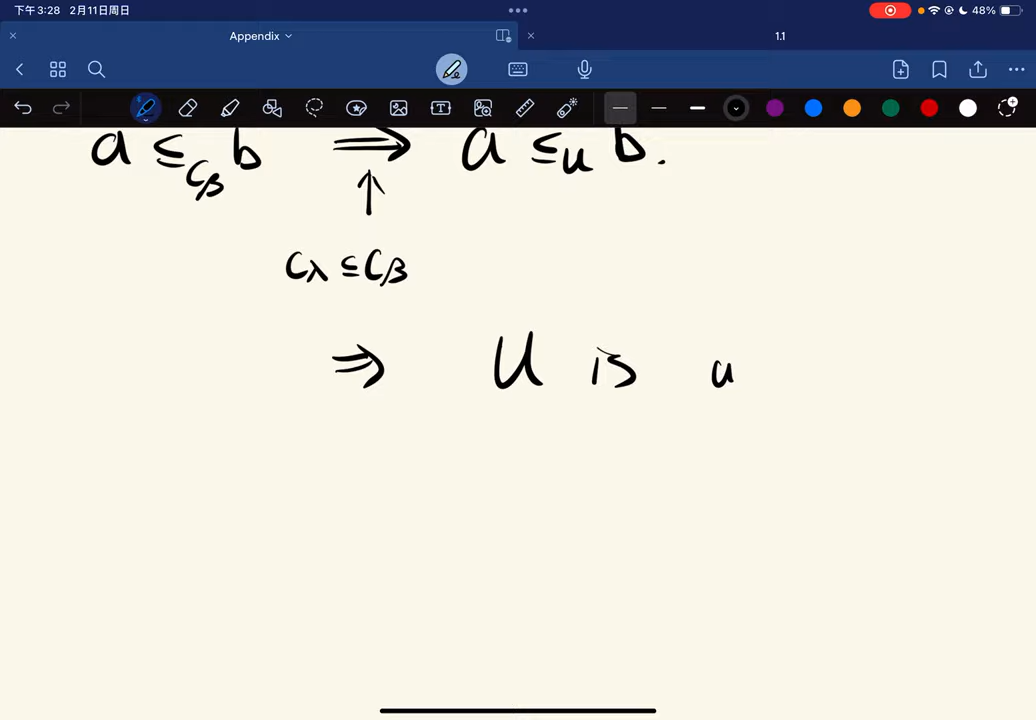 下午3:28 2月11日周日
48%
Appendix
1.1
a ≤_{Cβ} b ⟹ a ≤_u b.
↑
Cλ ⊆ Cβ
⇒ U is u